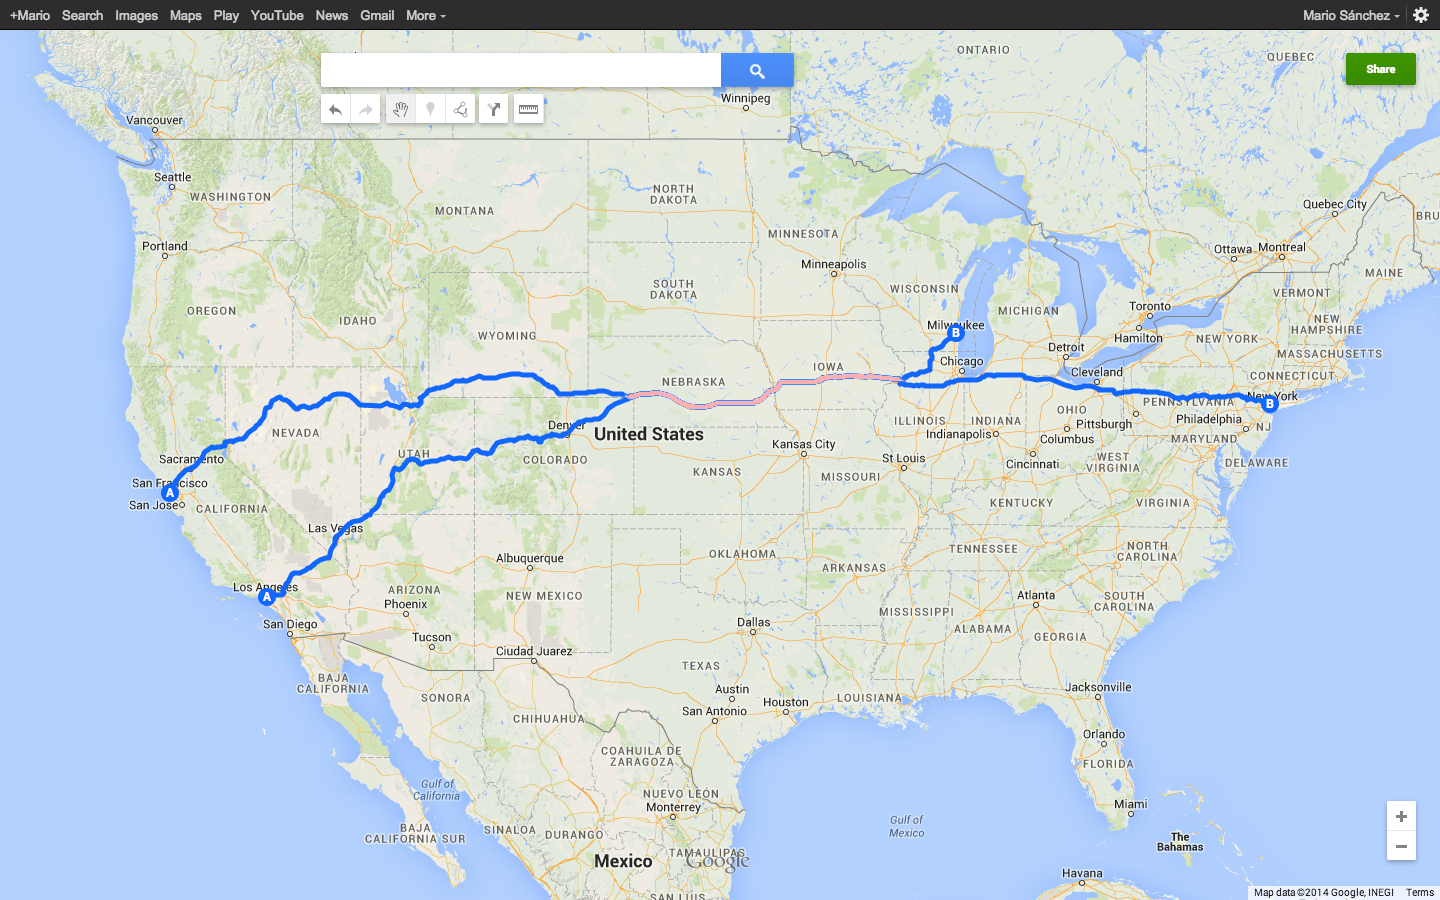 +Mario Search Images Maps Play YouTube News Gmail More
Mario Sánchez
Share
ONTARIO
QUEBEC
Winnipeg
Vancouver
Seattle
WASHINGTON
MONTANA
NORTH
DAKOTA
MINNESOTA
Quebec City
BRU
Portland
Minneapolis
Ottawa
Montreal
MAINE
SOUTH
DAKOTA
WISCONSIN
VERMONT
OREGON
IDAHO
WYOMING
MICHIGAN
Toronto
NEW
HAMPSHIRE
Milwaukee
B
Hamilton
NEW YORK
Detroit
MASSACHUSETTS
Chicago
IOWA
Cleveland
CONNECTICUT
NEBRASKA
PENNSYLVANIA
New York
B
OHIO
Pittsburgh
Philadelphia
NJ
NEVADA
Denver
United States
ILLINOIS
INDIANA
Indianapolis
Columbus
MARYLAND
Kansas City
UTAH
COLORADO
Sacramento
St Louis
Cincinnati
WEST
VIRGINIA
DELAWARE
KANSAS
MISSOURI
San Francisco
A
San Jose
CALIFORNIA
KENTUCKY
VIRGINIA
Las Vegas
OKLAHOMA
TENNESSEE
NORTH
CAROLINA
Albuquerque
ARKANSAS
Los Angeles
A
ARIZONA
NEW MEXICO
Phoenix
Atlanta
SOUTH
CAROLINA
MISSISSIPPI
San Diego
Dallas
ALABAMA
GEORGIA
Tucson
Ciudad Juarez
TEXAS
BAJA
CALIFORNIA
SONORA
Austin
Jacksonville
CHIHUAHUA
San Antonio
Houston
LOUISIANA
Orlando
COAHUILA DE
ZARAGOZA
FLORIDA
Gulf of
California
NUEVO LEÓN
Monterrey
Miami
Gulf of
Mexico
BAJA
CALIFORNIA SUR
SINALOA
DURANGO
The
Bahamas
Mexico
TAMAULIPAS
Google
Havana
SAN LUIS
Map data ©2014 Google, INEGI Terms